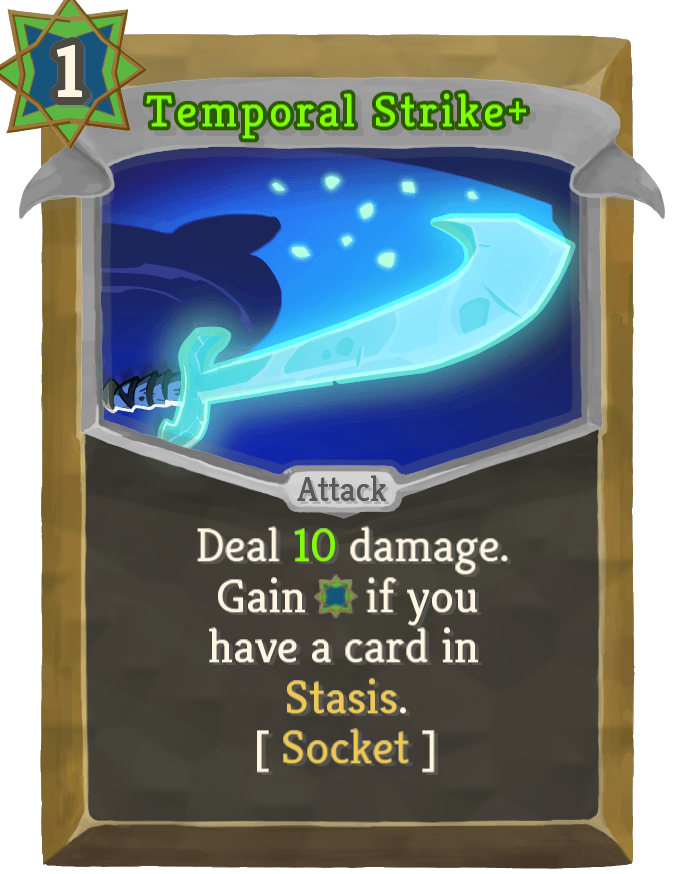 1
Temporal Strike+
Attack
Deal 10 damage.
Gain if you
have a card in
Stasis.
[ Socket ]